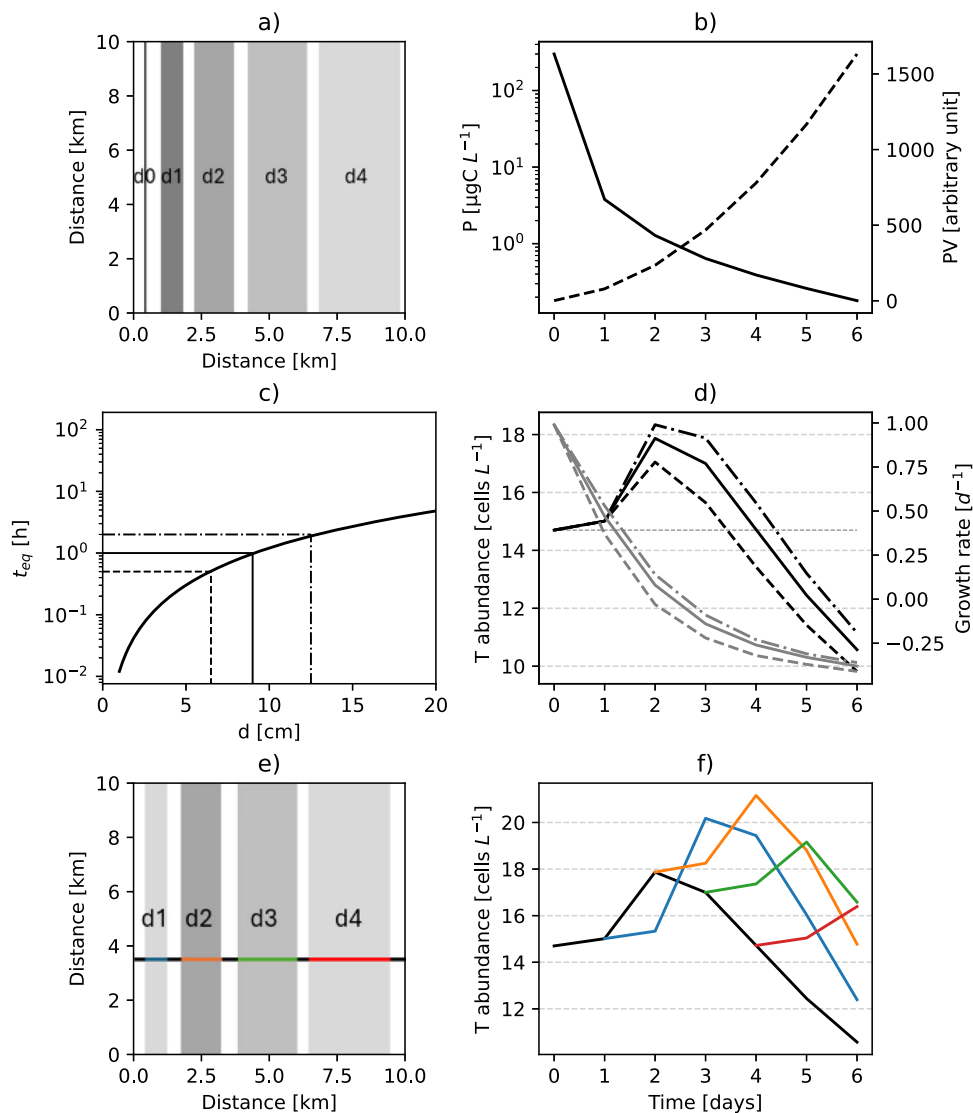 a)
b)
10
8
6
4
2
0
Distance [km]
d0
d1
d2
d3
d4
0.0
2.5
5.0
7.5
10.0
Distance [km]
10²
10¹
10⁰
P [µgC L⁻¹]
1500
1000
500
0
PV [arbitrary unit]
0 1 2 3 4 5 6
c)
d)
10²
10¹
10⁰
10⁻¹
10⁻²
t_eq [h]
0
5
10
15
20
d [cm]
18
16
14
12
10
T abundance [cells L⁻¹]
1.00
0.75
0.50
0.25
0.00
−0.25
Growth rate [d⁻¹]
0 1 2 3 4 5 6
e)
f)
10
8
6
4
2
0
Distance [km]
d1
d2
d3
d4
0.0
2.5
5.0
7.5
10.0
Distance [km]
20
18
16
14
12
T abundance [cells L⁻¹]
0 1 2 3 4 5 6
Time [days]